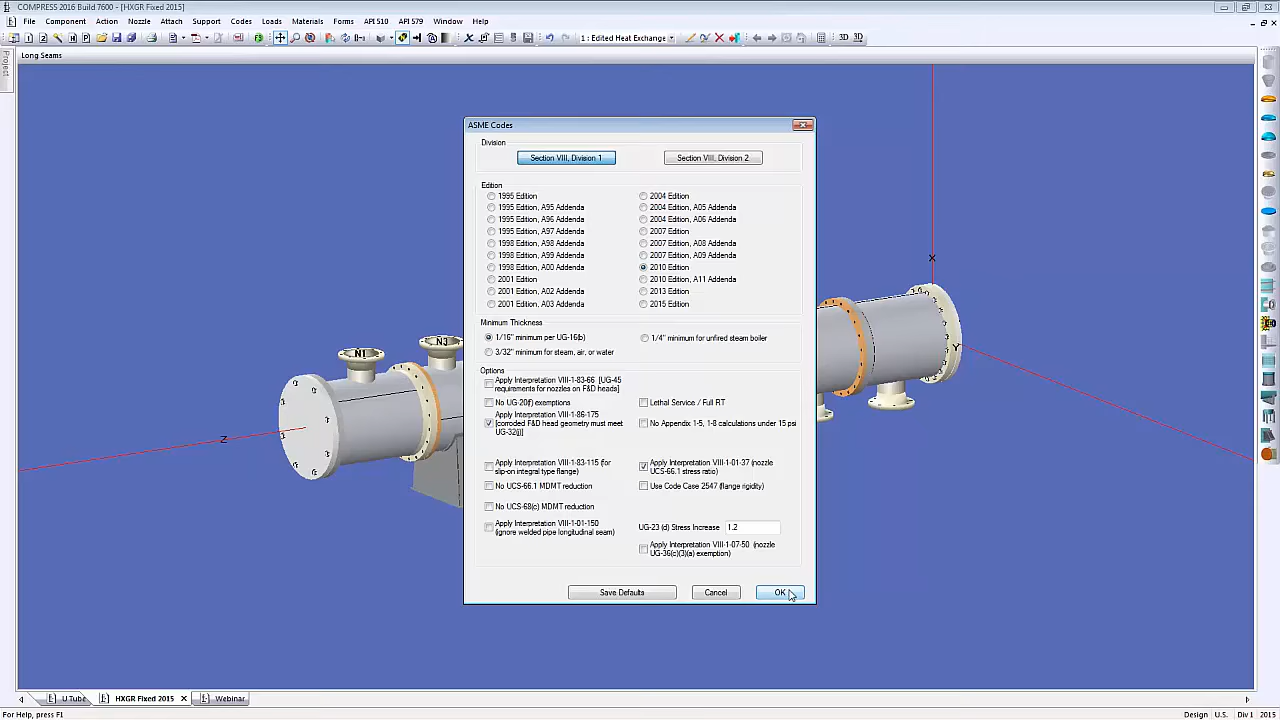 COMPRESS 2016 Build 7600 - [HXGR Fixed 2015]
File Component Action Nozzle Attach Support Codes Loads Materials Forms API 510 API 579 Window Help
1 : Edited Heat Exchange
3D 3D
Long Seams
Project
ASME Codes
Division
Section VIII, Division 1 Section VIII, Division 2
Edition
1995 Edition 2004 Edition
1995 Edition, A95 Addenda 2004 Edition, A05 Addenda
1995 Edition, A96 Addenda 2004 Edition, A06 Addenda
1995 Edition, A97 Addenda 2007 Edition
1998 Edition, A98 Addenda 2007 Edition, A08 Addenda
1998 Edition, A99 Addenda 2007 Edition, A09 Addenda
1998 Edition, A00 Addenda 2010 Edition
2001 Edition 2010 Edition, A11 Addenda
2001 Edition, A02 Addenda 2013 Edition
2001 Edition, A03 Addenda 2015 Edition
Minimum Thickness
1/16" minimum per UG-16(b) 1/4" minimum for unfired steam boiler
3/32" minimum for steam, air, or water
Options
Apply Interpretation VIII-1-83-66 [UG-45
requirements for nozzles on F&D heads]
No UG-20(f) exemptions Lethal Service / Full RT
Apply Interpretation VIII-1-86-175
[corroded F&D head geometry must meet
UG-32(j)]
No Appendix 1-5, 1-8 calculations under 15 psi
Apply Interpretation VIII-1-83-115 (for
slip-on integral type flange)
Apply Interpretation VIII-1-01-37 (nozzle
UCS-66.1 stress ratio)
No UCS-66.1 MDMT reduction Use Code Case 2547 (flange rigidity)
No UCS-68(c) MDMT reduction
Apply Interpretation VIII-1-01-150
(ignore welded pipe longitudinal seam)
UG-23 (d) Stress Increase 1.2
Apply Interpretation VIII-1-07-50 (nozzle
UG-36(c)(3)(a) exemption)
Save Defaults Cancel OK
N1
N3
X
Y
Z
U Tube HXGR Fixed 2015 Webinar
For Help, press F1
Design U.S. Div 1 2015